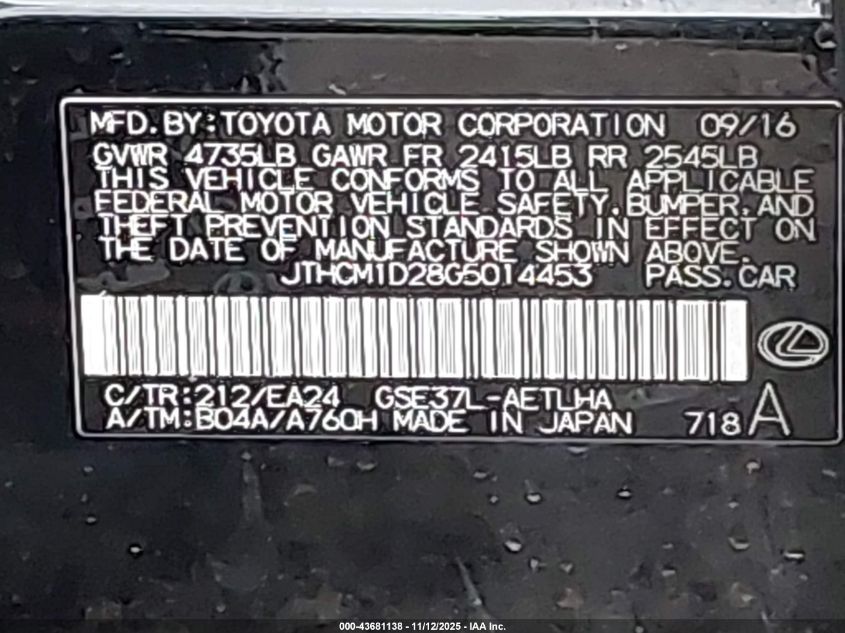 MFD. BY: TOYOTA MOTOR CORPORATION 09/16
GVWR 4735LB GAWR FR 2415LB RR 2545LB
THIS VEHICLE CONFORMS TO ALL APPLICABLE
FEDERAL MOTOR VEHICLE SAFETY, BUMPER, AND
THEFT PREVENTION STANDARDS IN EFFECT ON
THE DATE OF MANUFACTURE SHOWN ABOVE.
JTHCM1D28G5014453 PASS. CAR
C/TR: 212/EA24 GSE37L-AETLHA
A/TM: B04A/A760H MADE IN JAPAN 718 A
000-43681138 - 11/12/2025 - IAA Inc.